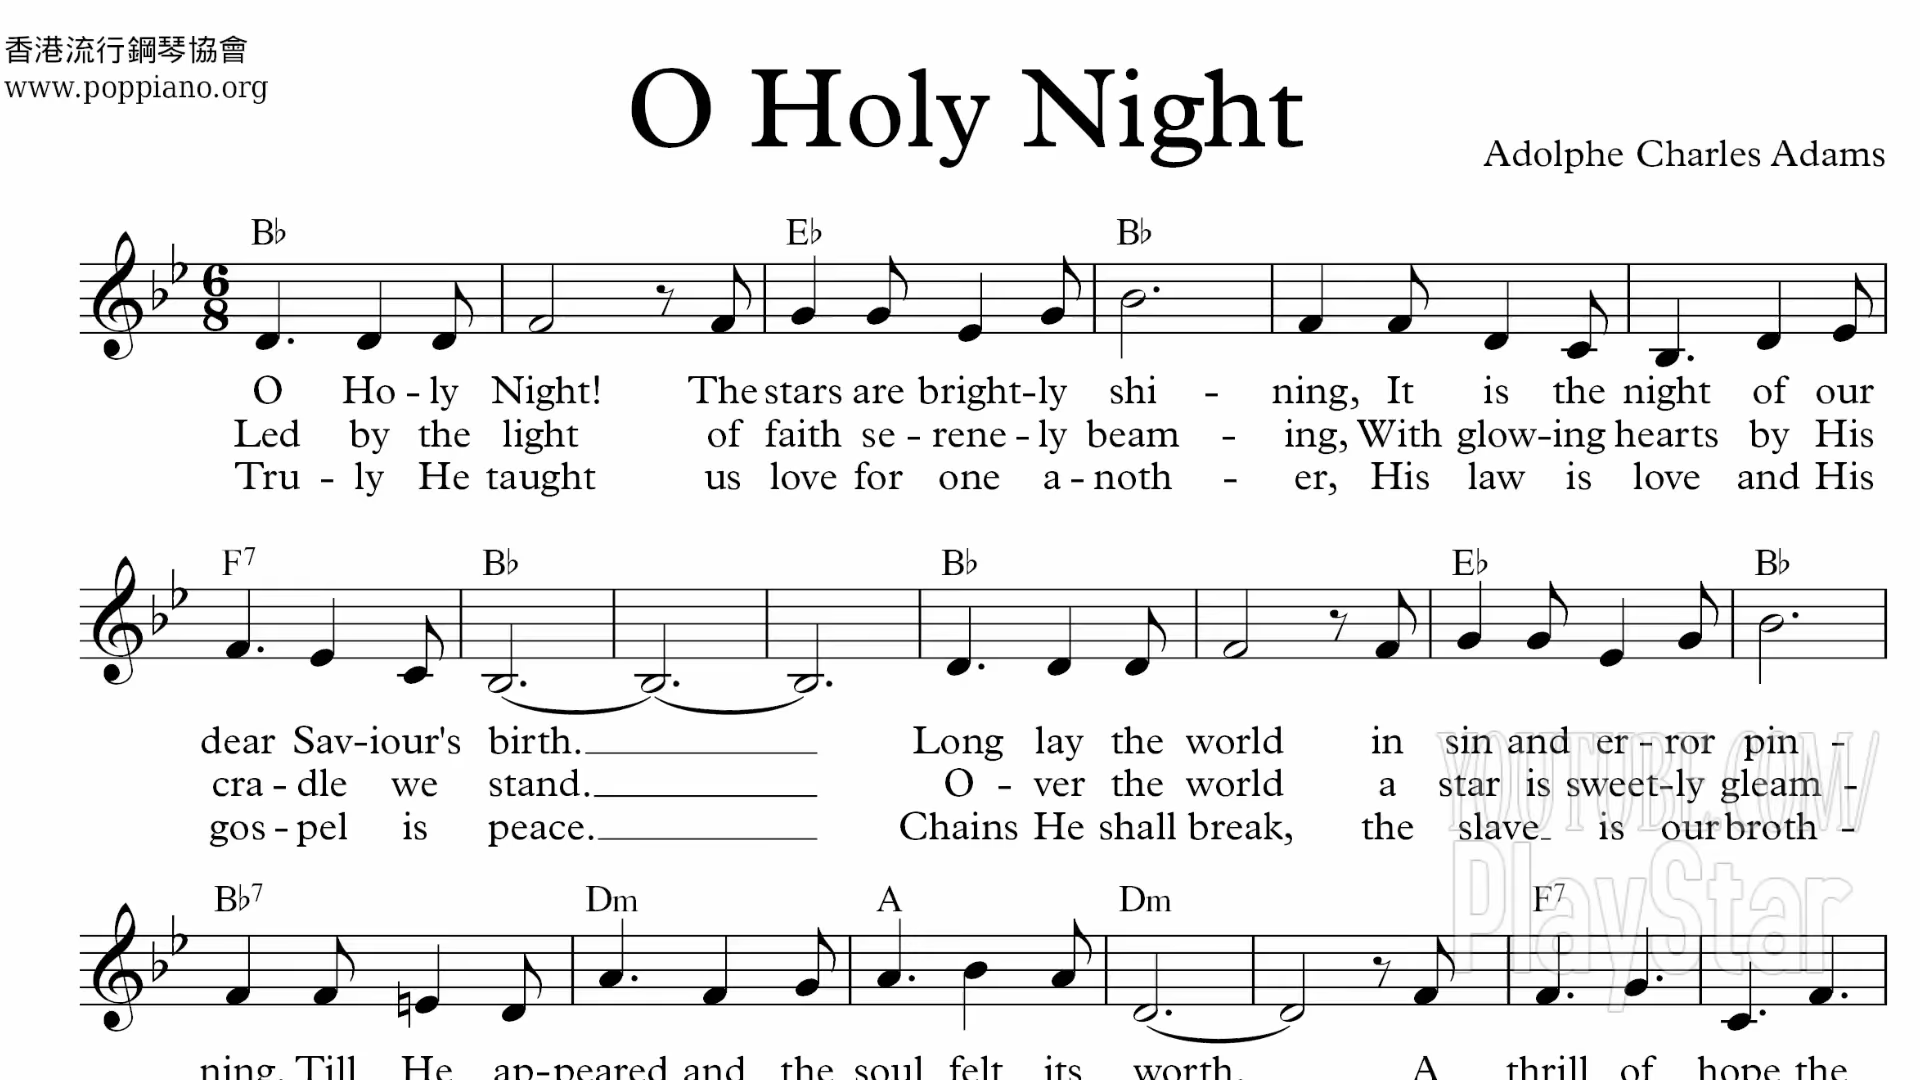 香港流行鋼琴協會
www.poppiano.org
O Holy Night
Adolphe Charles Adams
B♭ E♭ B♭
6
8
O Ho - ly Night! The stars are bright-ly shi - ning, It is the night of our
Led by the light of faith se - rene - ly beam - ing, With glow-ing hearts by His
Tru - ly He taught us love for one a - noth - er, His law is love and His
F7 B♭ B♭ E♭ B♭
dear Sav-iour's birth. Long lay the world in sin and er - ror pin -
cra - dle we stand. O - ver the world a star is sweet-ly gleam -
gos - pel is peace. Chains He shall break, the slave is our broth -
YOUTUBE.COM/
PlayStar
B♭7 Dm A Dm F7
ning. Till He ap-peared and the soul felt its worth. A thrill of hope the